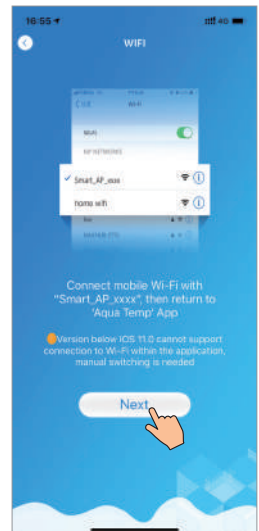 16:55
4G
WIFI
Wi-Fi
Smart_AP_xxxx
home wifi
Connect mobile Wi-Fi with
"Smart_AP_xxxx", then return to
'Aqua Temp' App
Version below IOS 11.0 cannot support
connection to Wi-Fi within the application,
manual switching is needed
Next